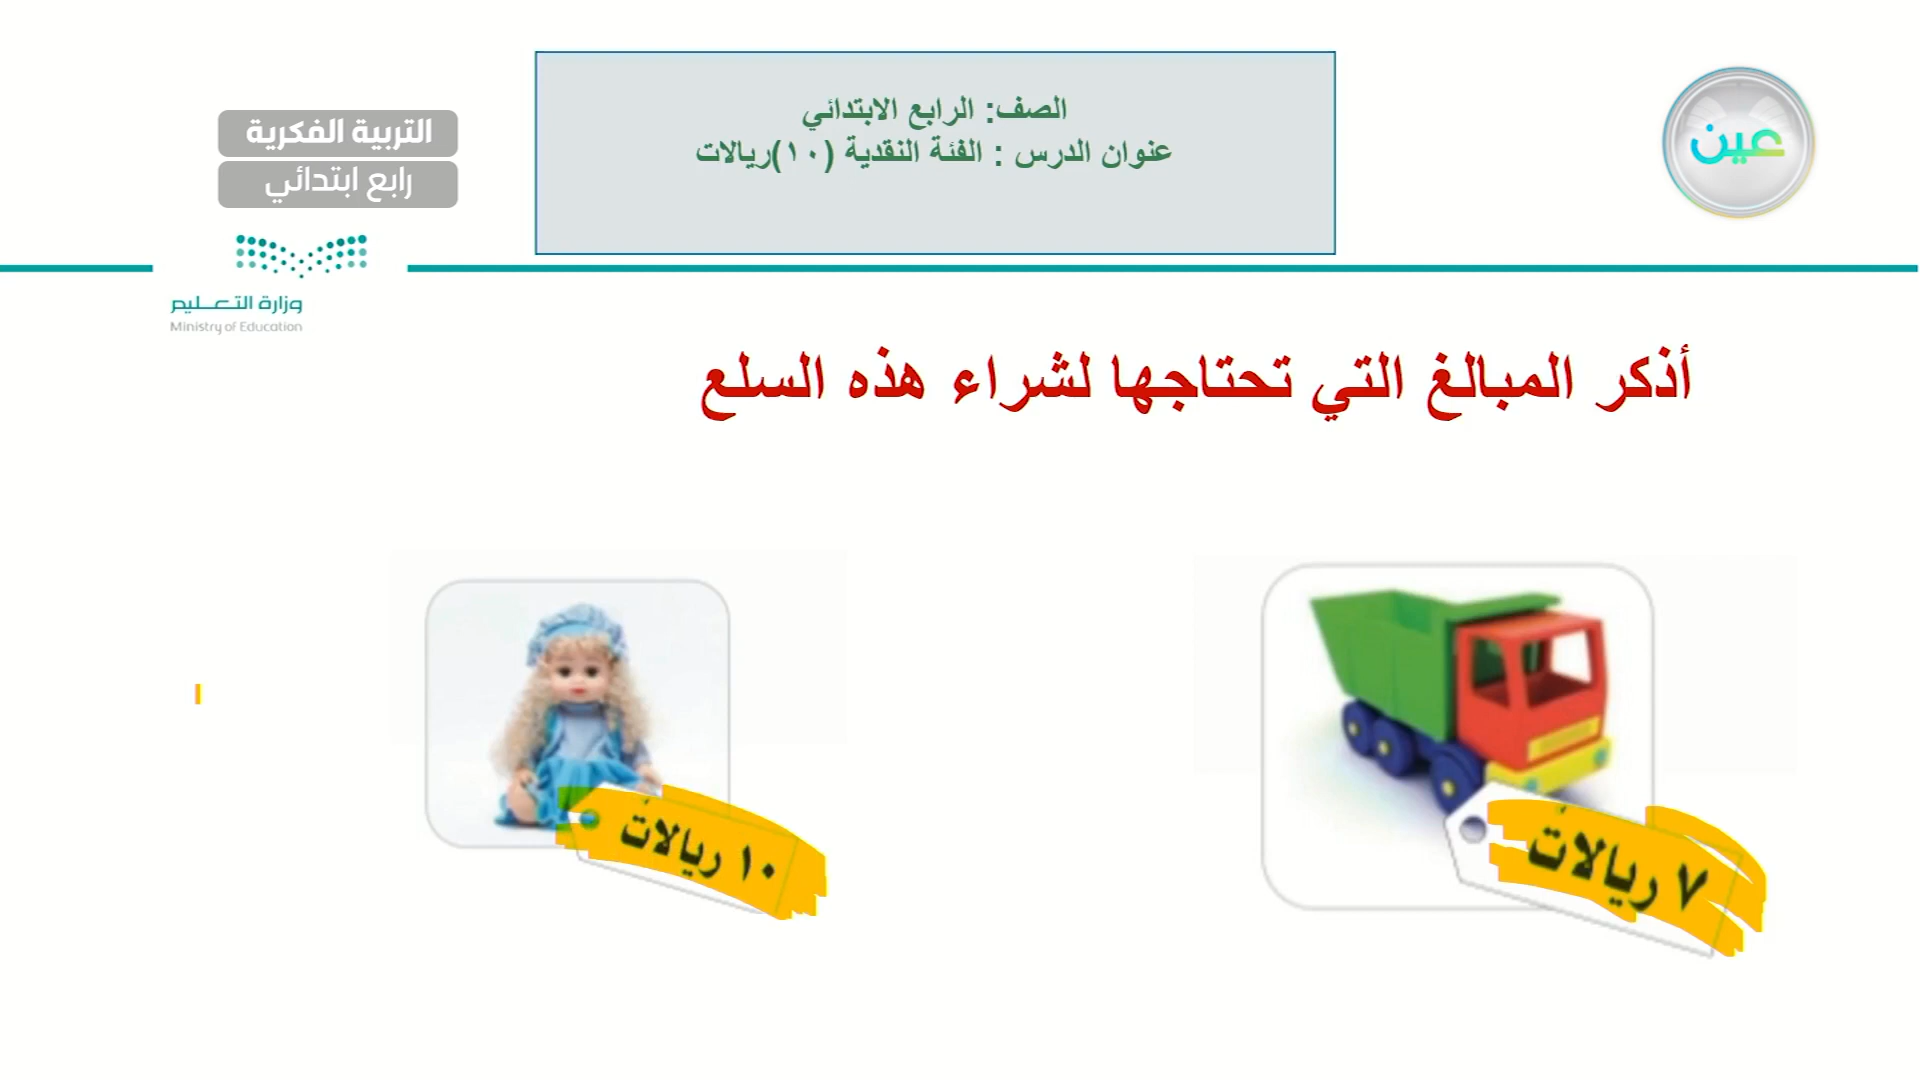 الصف: الرابع الابتدائي
عنوان الدرس : الفئة النقدية (١٠)ريالات
عين
التربية الفكرية
رابع ابتدائي
وزارة التعليم
Ministry of Education
أذكر المبالغ التي تحتاجها لشراء هذه السلع
٧ ريالات
١٠ ريالات